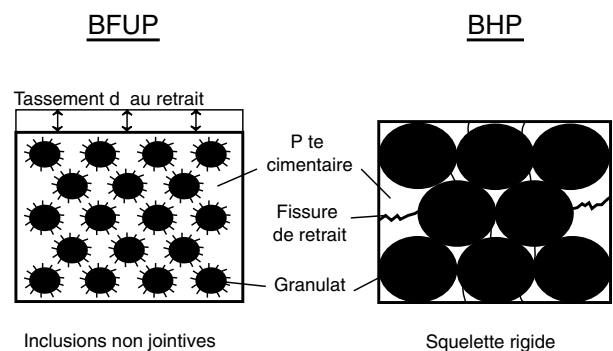 BFUP
BHP
Tassement d au retrait
P te
cimentaire
Fissure
de retrait
Granulat
Inclusions non jointives
Squelette rigide